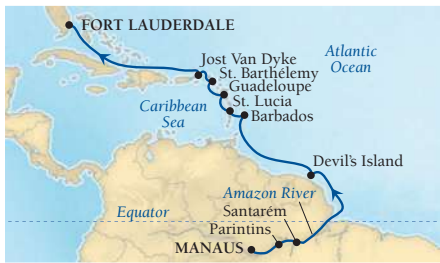 FORT LAUDERDALE
Atlantic
Ocean
Jost Van Dyke
St. Barthélemy
Guadeloupe
St. Lucia
Barbados
Caribbean
Sea
Devil's Island
Amazon River
Equator
Santarém
Parintins
MANAUS